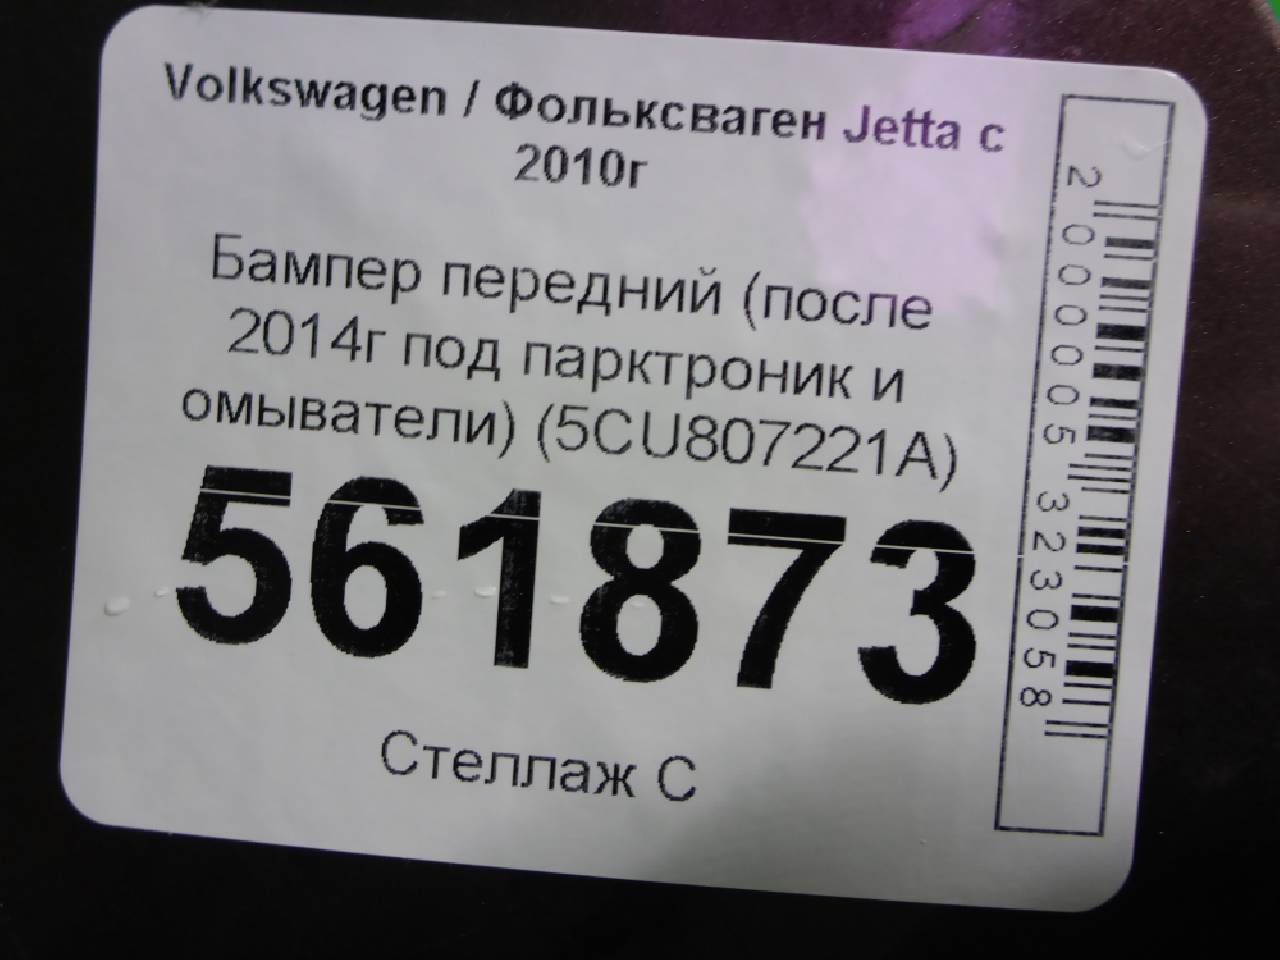 Volkswagen / Фольксваген Jetta с
2010г
Бампер передний (после
2014г под парктроник и
омыватели) (5CU807221A)
561873
Стеллаж С
2000005323058